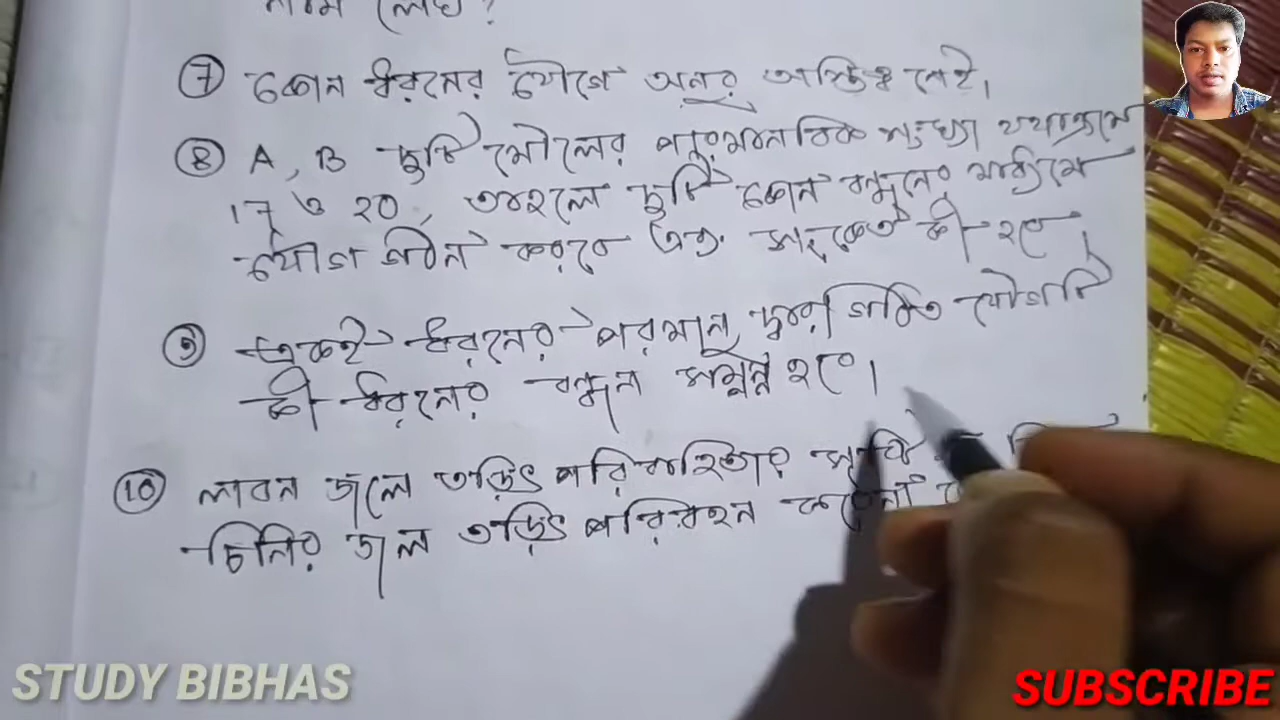 নাম লেখ?
⑦ কোন ধরনের যৌগে অনুর অস্তিত্ব নেই।
⑧ A, B দুটি মৌলের পারমানবিক সংখ্যা যথাক্রমে
17 ও 20, তাহলে দুটি কোন বন্ধনের মাধ্যমে
যৌগ গঠন করবে এবং সংকেত কী হবে।
⑨ একই ধরনের পরমানু দ্বারা গঠিত যৌগটি
কী ধরনের বন্ধন সম্পন্ন হবে।
⑩ লাবন জলে তড়িৎ পরিবাহিতার সৃষ্টি
চিনির জল তড়িৎ পরিবহন করেনা
STUDY BIBHAS
SUBSCRIBE